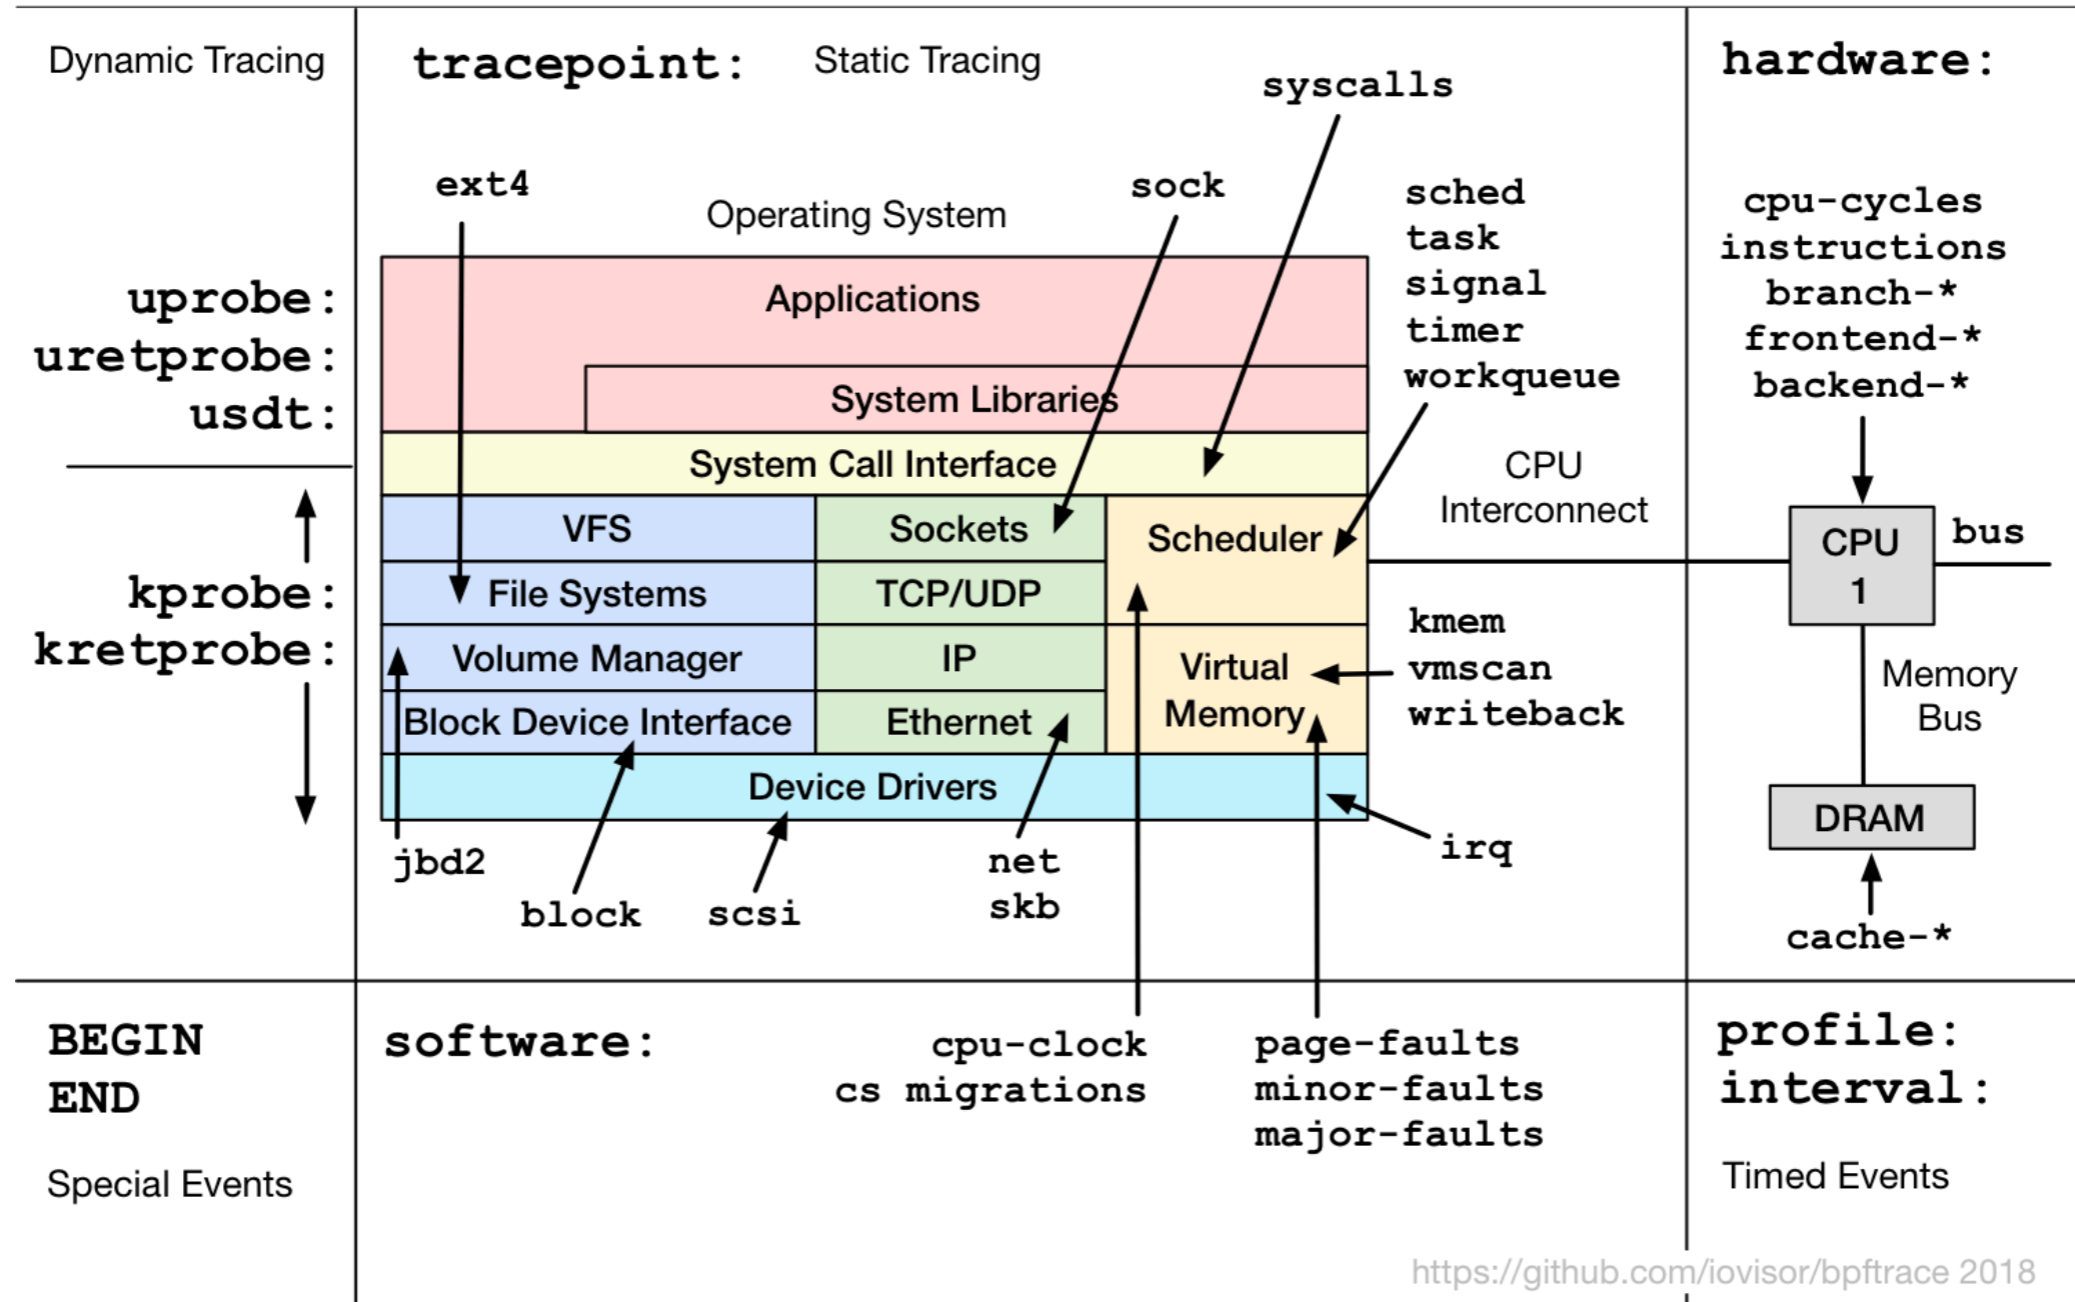 Dynamic Tracing
tracepoint: Static Tracing
hardware:
syscalls
ext4
sock
Operating System
sched
task
signal
timer
workqueue
cpu-cycles
instructions
branch-*
frontend-*
backend-*
uprobe:
uretprobe:
usdt:
Applications
System Libraries
System Call Interface
CPU
Interconnect
VFS
Sockets
Scheduler
CPU
1
bus
kprobe:
kretprobe:
File Systems
TCP/UDP
Volume Manager
IP
Virtual
Memory
kmem
vmscan
writeback
Memory
Bus
Block Device Interface
Ethernet
Device Drivers
DRAM
jbd2
block
scsi
net
skb
irq
cache-*
BEGIN
END
Special Events
software:
cpu-clock
cs migrations
page-faults
minor-faults
major-faults
profile:
interval:
Timed Events
https://github.com/iovisor/bpftrace 2018